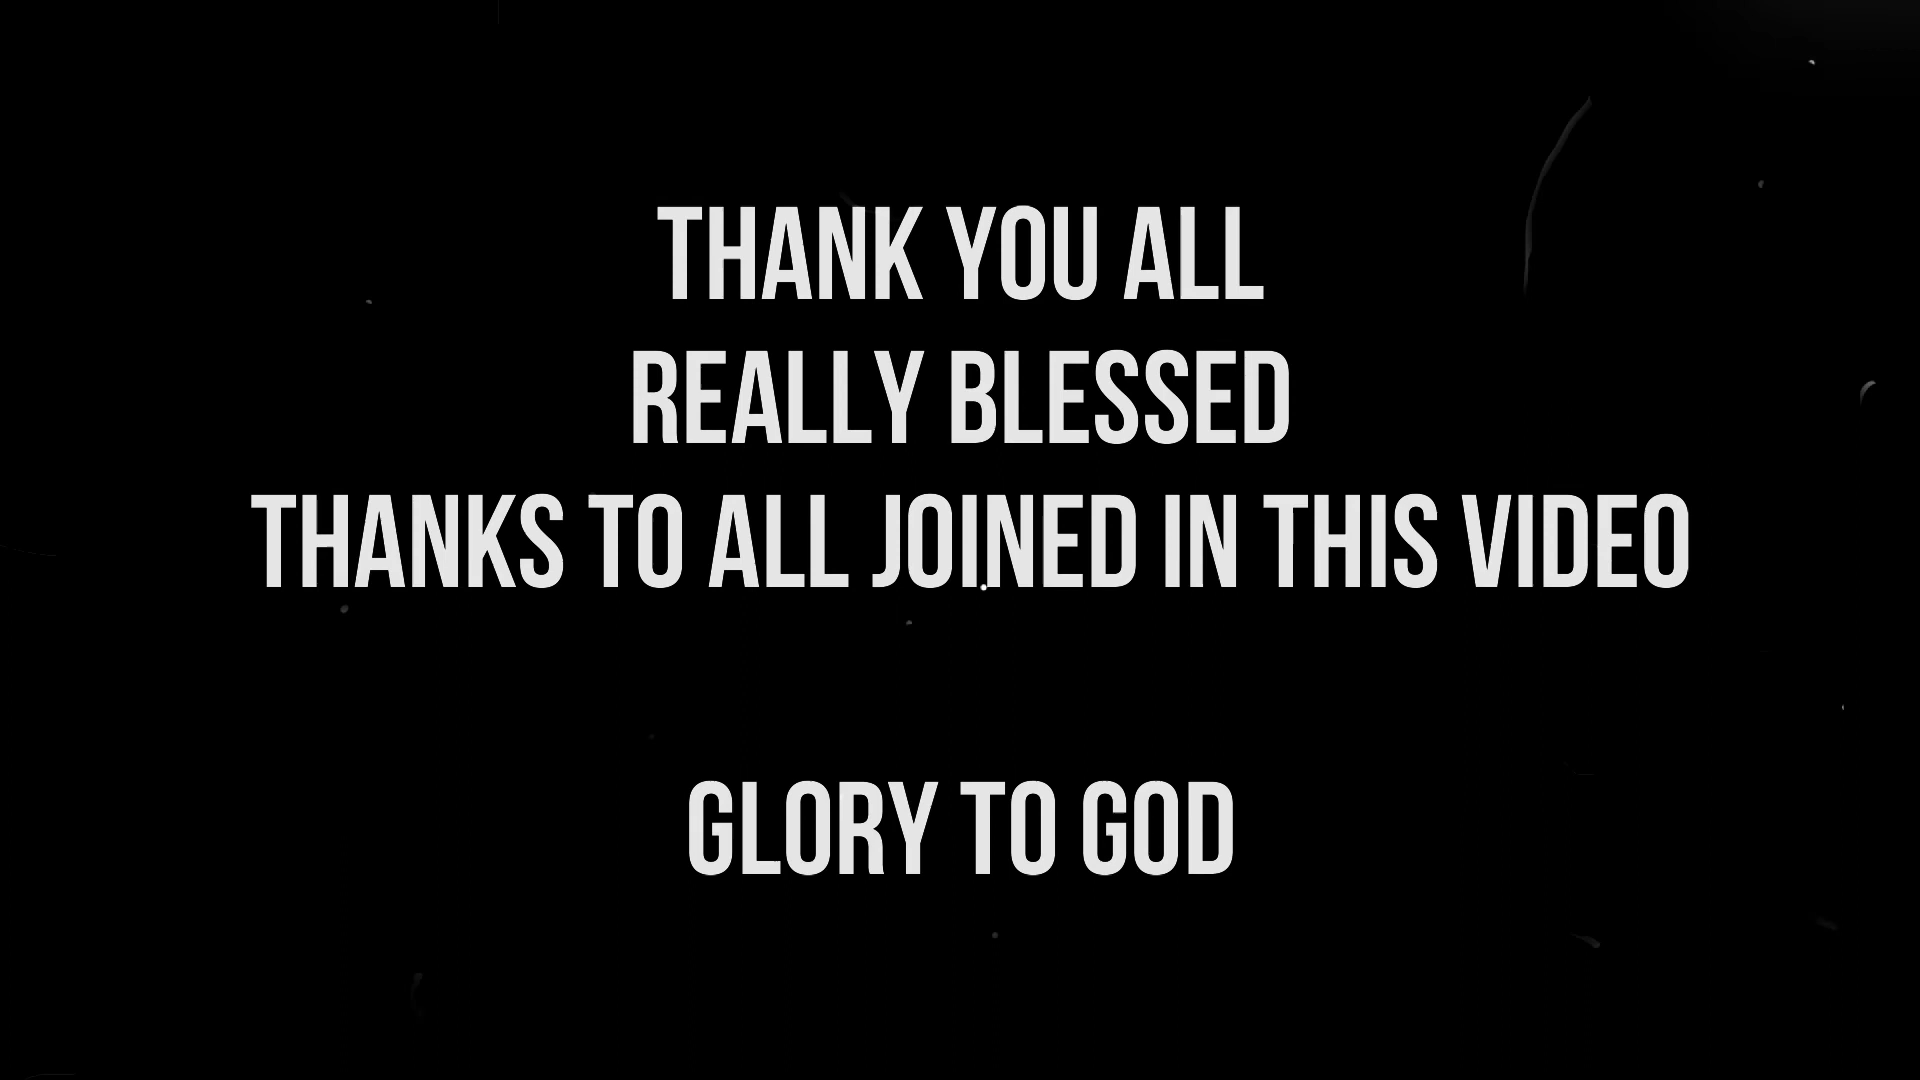 THANK YOU ALL
REALLY BLESSED
THANKS TO ALL JOINED IN THIS VIDEO
GLORY TO GOD